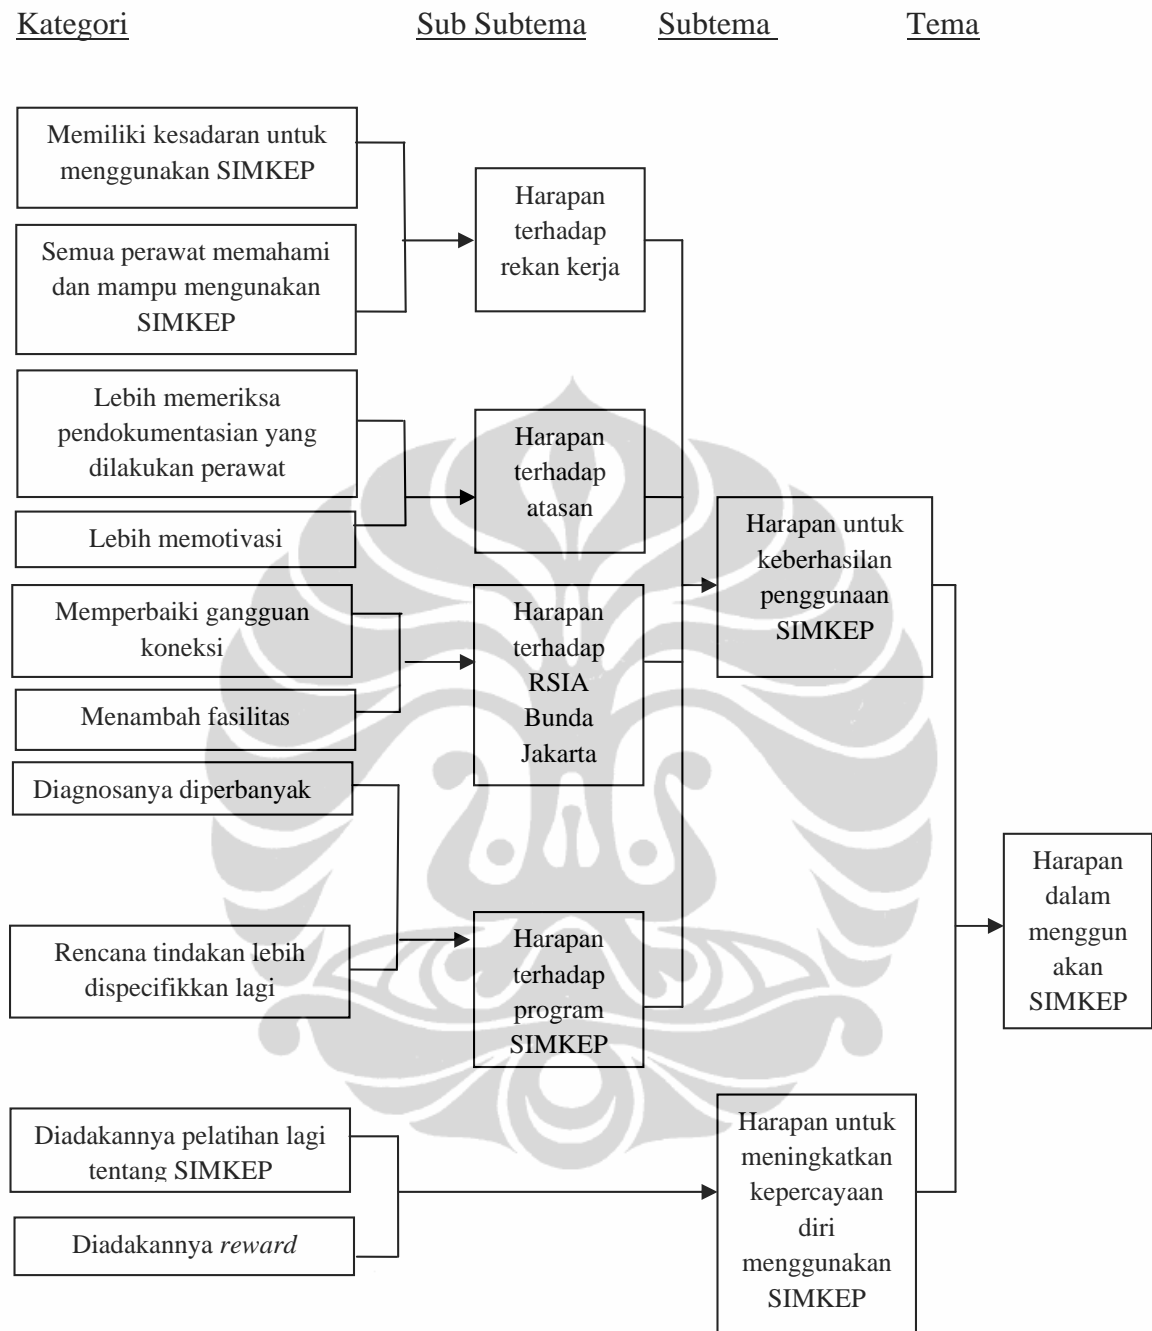 Kategori
Sub Subtema
Subtema
Tema
Memiliki kesadaran untuk
menggunakan SIMKEP
Harapan
terhadap
rekan kerja
Semua perawat memahami
dan mampu mengunakan
SIMKEP
Lebih memeriksa
pendokumentasian yang
dilakukan perawat
Harapan
terhadap
atasan
Lebih memotivasi
Harapan untuk
keberhasilan
penggunaan
SIMKEP
Memperbaiki gangguan
koneksi
Harapan
terhadap
RSIA
Bunda
Jakarta
Menambah fasilitas
Diagnosanya diperbanyak
Harapan
dalam
menggun
akan
SIMKEP
Rencana tindakan lebih
dispecifikkan lagi
Harapan
terhadap
program
SIMKEP
Diadakannya pelatihan lagi
tentang SIMKEP
Harapan untuk
meningkatkan
kepercayaan
diri
menggunakan
SIMKEP
Diadakannya reward